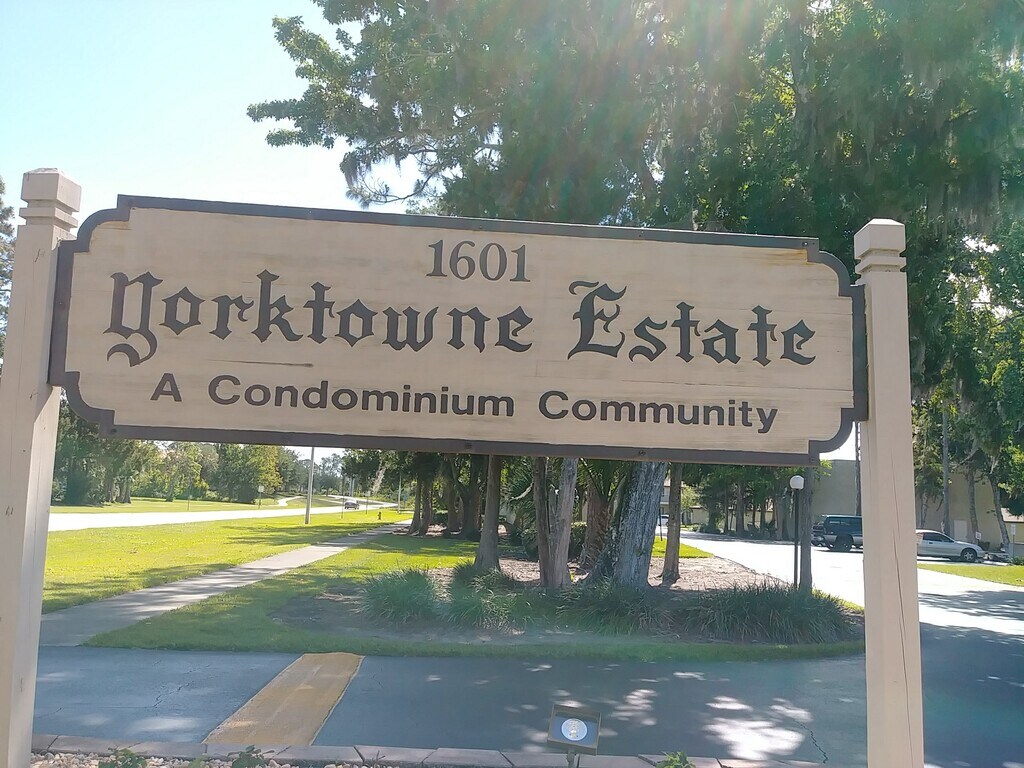 1601
Yorktowne Estate
A Condominium Community